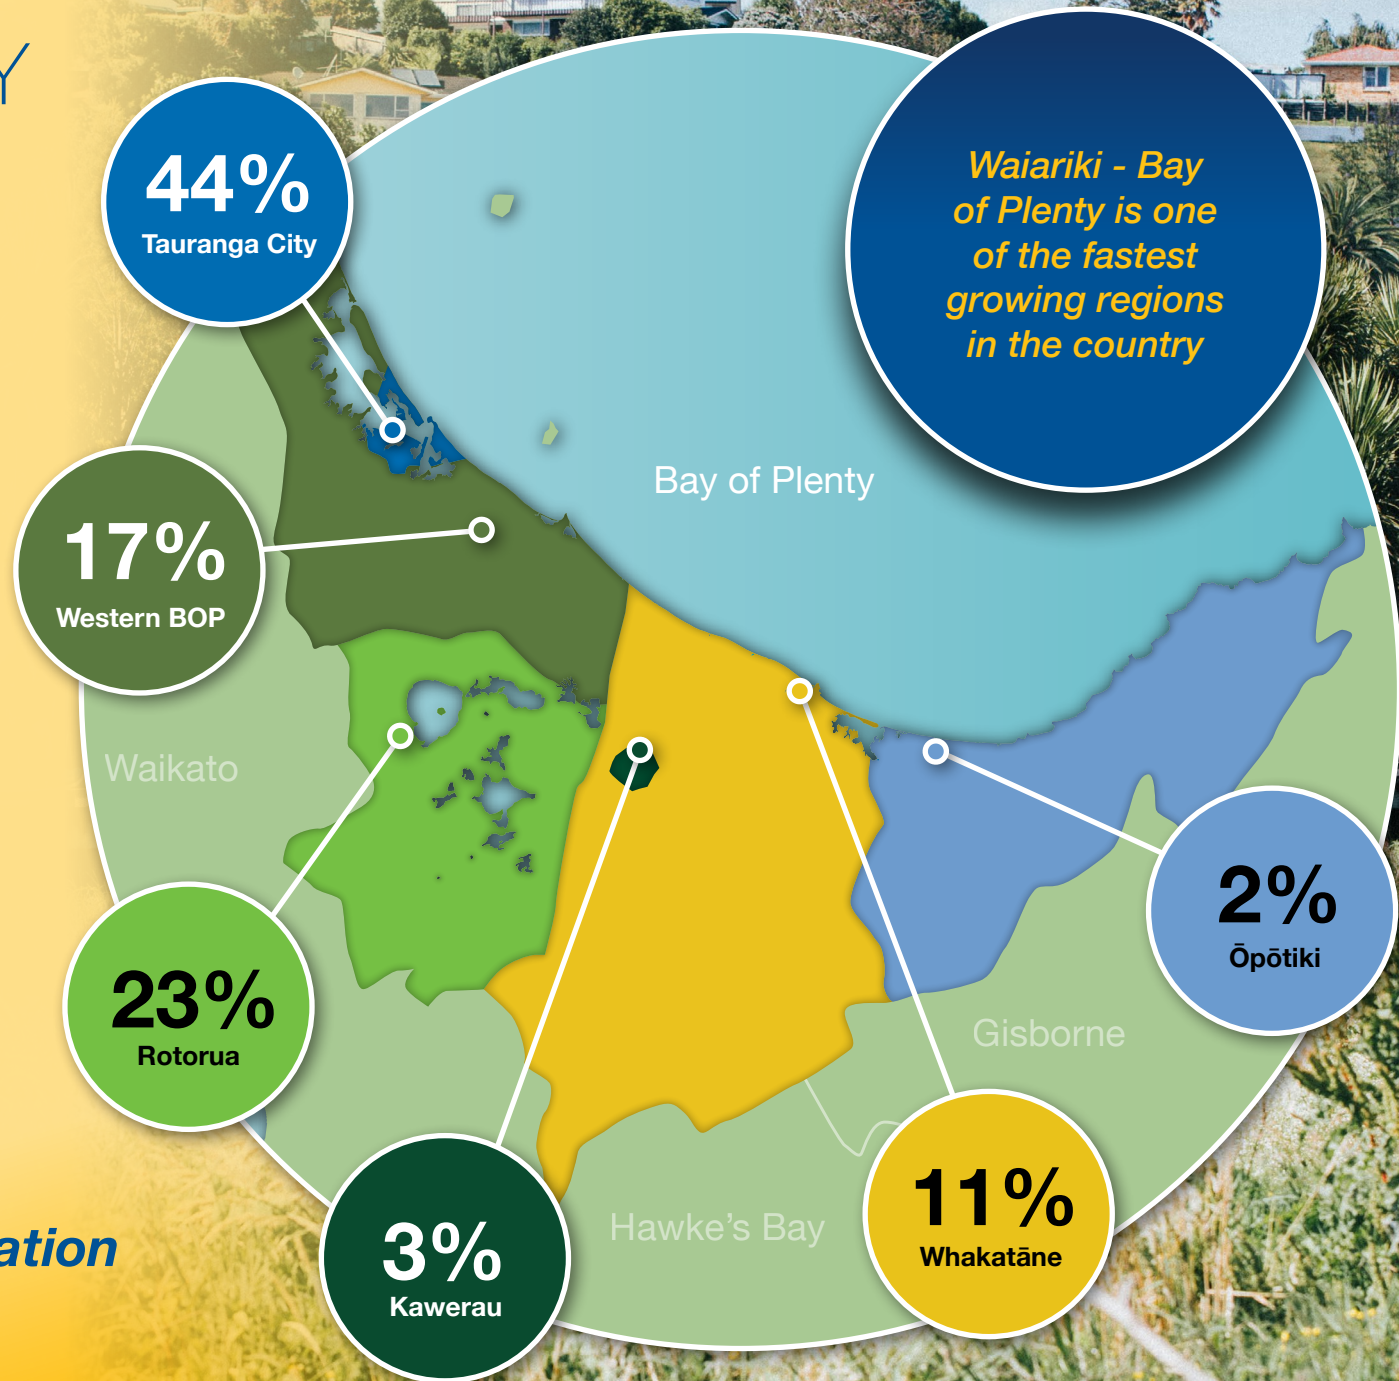 Y
44%
Tauranga City
Waiariki - Bay
of Plenty is one
of the fastest
growing regions
in the country
Bay of Plenty
17%
Western BOP
Waikato
2%
Ōpōtiki
23%
Rotorua
Gisborne
11%
Whakatāne
3%
Kawerau
Hawke's Bay
ation